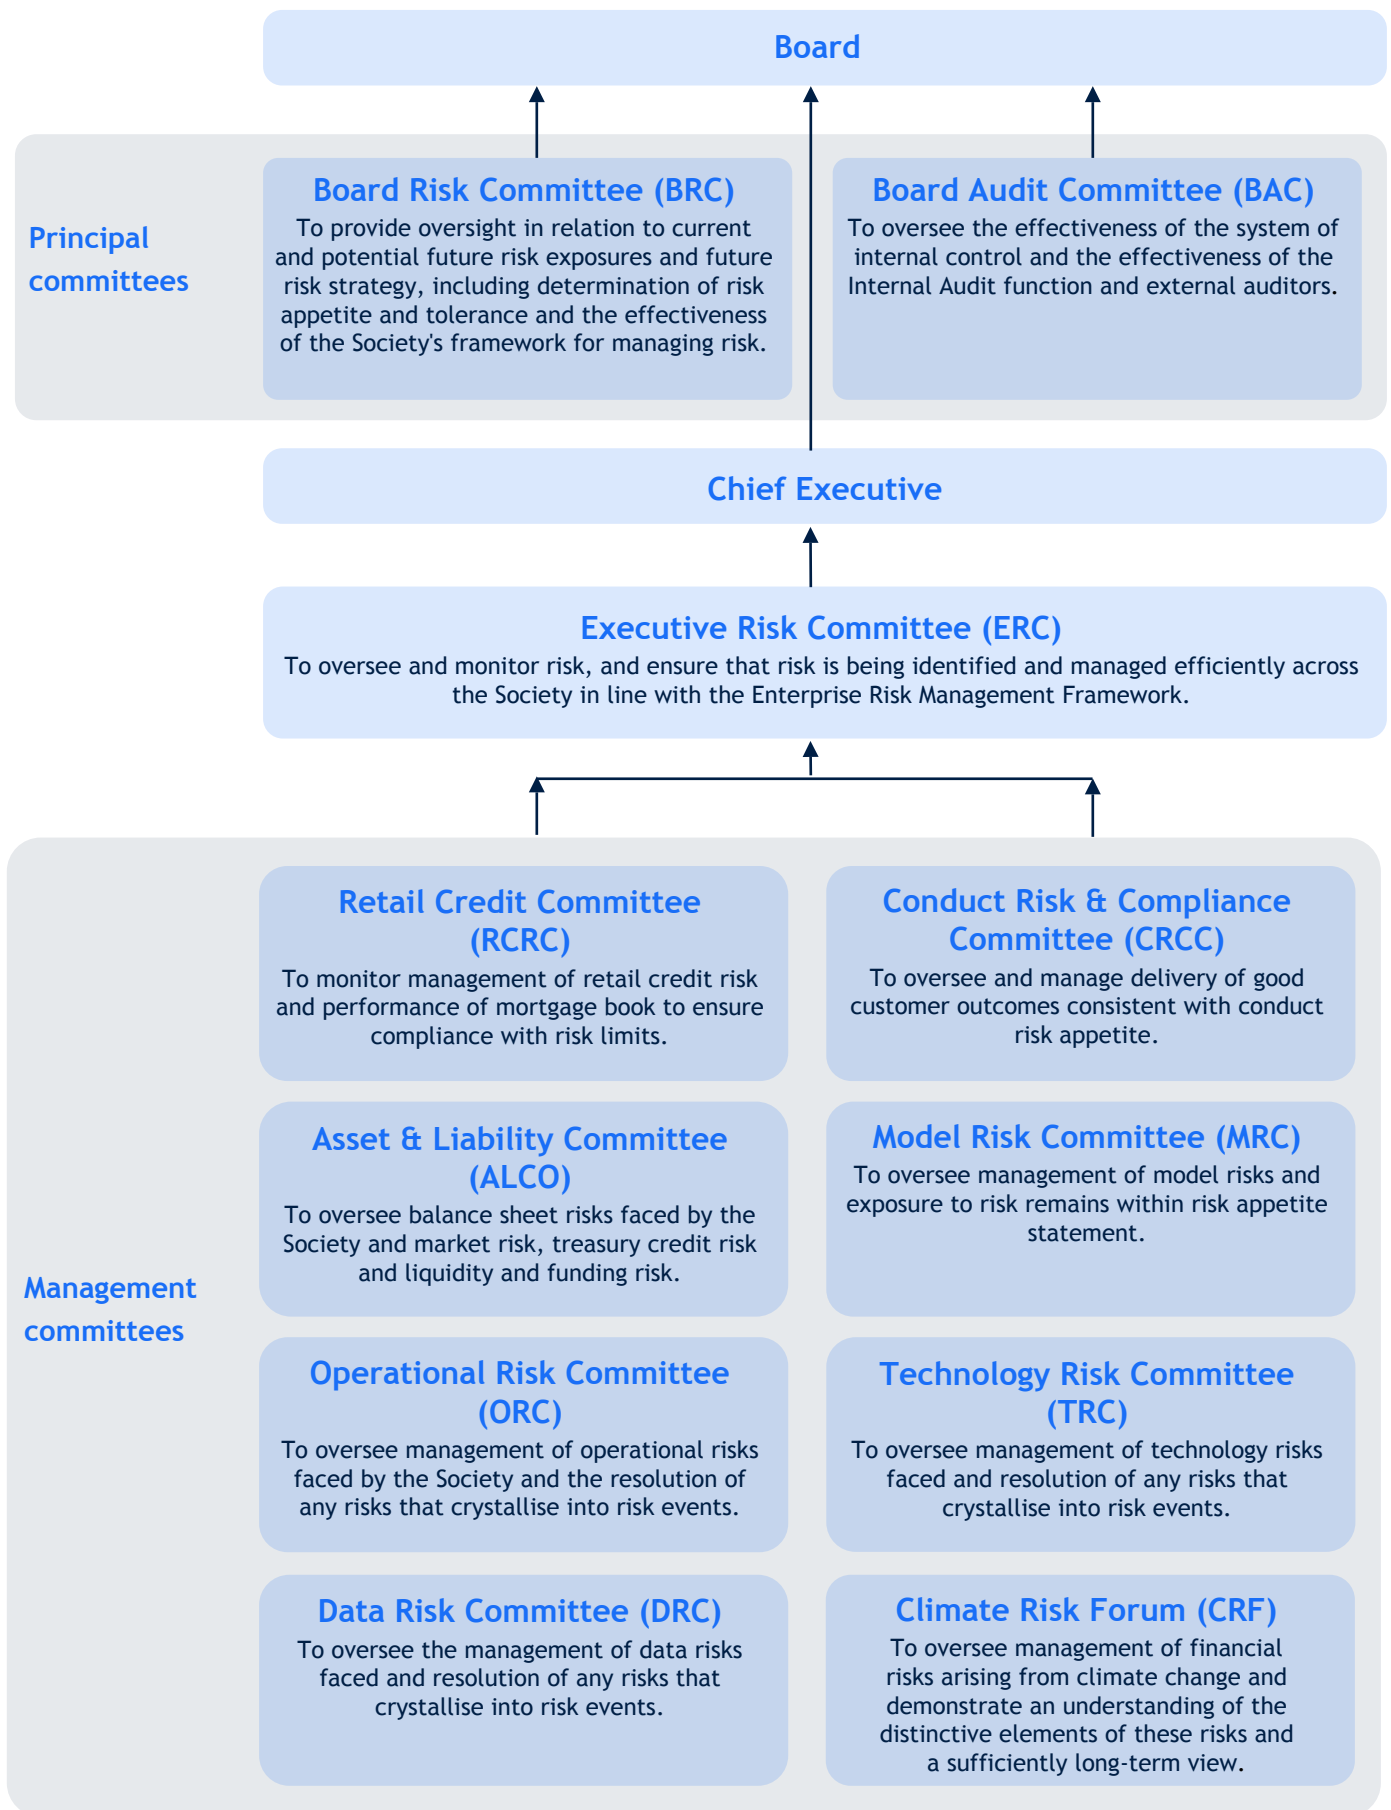 Board
Principal
committees
Board Risk Committee (BRC)
To provide oversight in relation to current
and potential future risk exposures and future
risk strategy, including determination of risk
appetite and tolerance and the effectiveness
of the Society's framework for managing risk.
Board Audit Committee (BAC)
To oversee the effectiveness of the system of
internal control and the effectiveness of the
Internal Audit function and external auditors.
Chief Executive
Executive Risk Committee (ERC)
To oversee and monitor risk, and ensure that risk is being identified and managed efficiently across
the Society in line with the Enterprise Risk Management Framework.
Management
committees
Retail Credit Committee
(RCRC)
To monitor management of retail credit risk
and performance of mortgage book to ensure
compliance with risk limits.
Conduct Risk & Compliance
Committee (CRCC)
To oversee and manage delivery of good
customer outcomes consistent with conduct
risk appetite.
Asset & Liability Committee
(ALCO)
To oversee balance sheet risks faced by the
Society and market risk, treasury credit risk
and liquidity and funding risk.
Model Risk Committee (MRC)
To oversee management of model risks and
exposure to risk remains within risk appetite
statement.
Operational Risk Committee
(ORC)
To oversee management of operational risks
faced by the Society and the resolution of
any risks that crystallise into risk events.
Technology Risk Committee
(TRC)
To oversee management of technology risks
faced and resolution of any risks that
crystallise into risk events.
Data Risk Committee (DRC)
To oversee the management of data risks
faced and resolution of any risks that
crystallise into risk events.
Climate Risk Forum (CRF)
To oversee management of financial
risks arising from climate change and
demonstrate an understanding of the
distinctive elements of these risks and
a sufficiently long-term view.